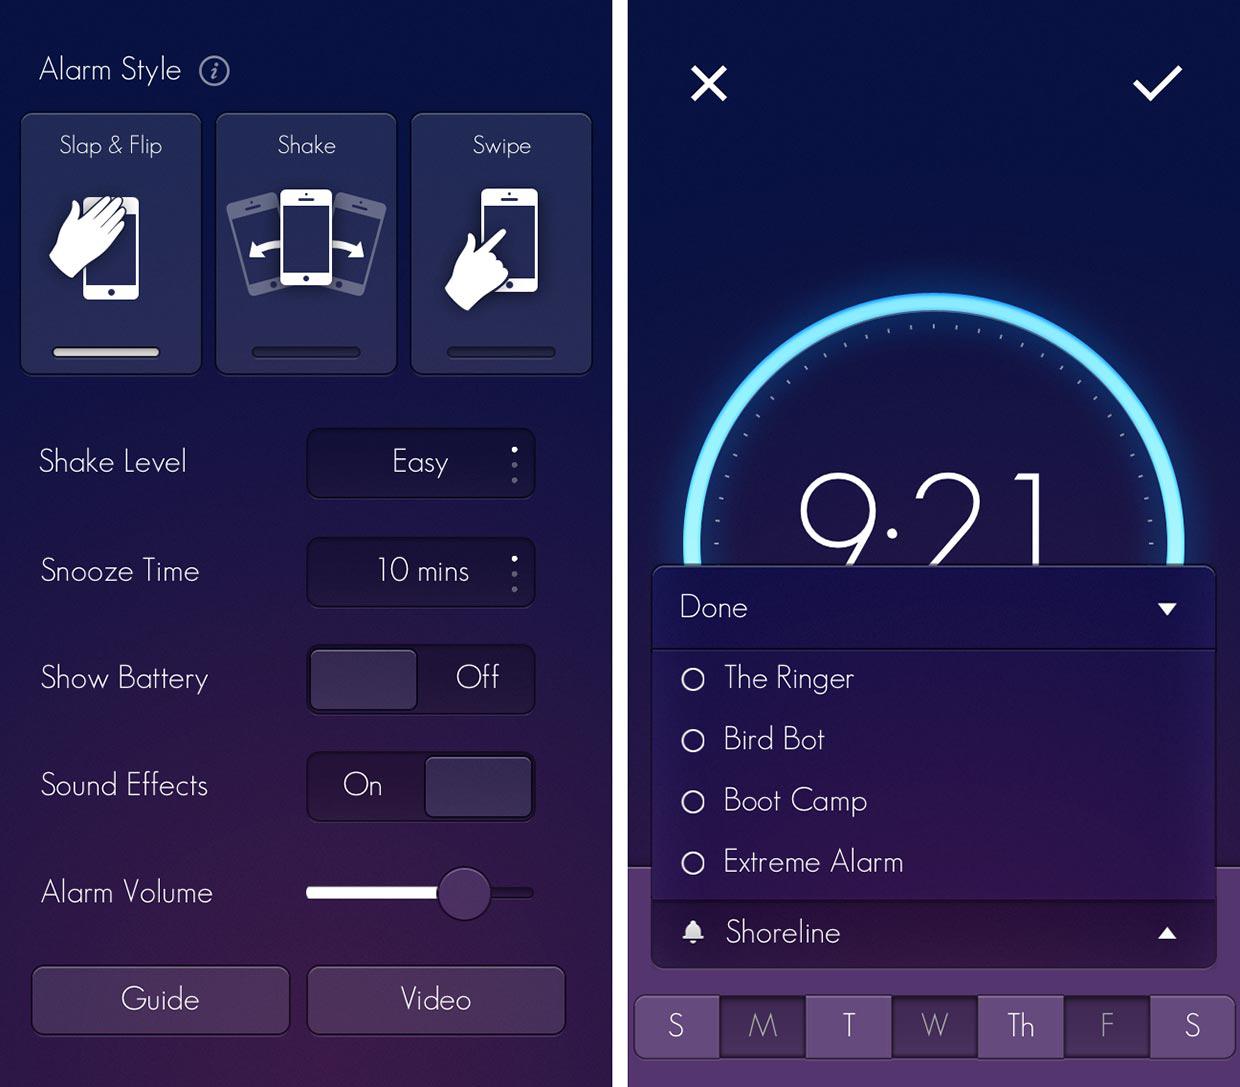 Alarm Style i
Slap & Flip
Shake
Swipe
Shake Level
Easy
Snooze Time
10 mins
Show Battery
Off
Sound Effects
On
Alarm Volume
Guide
Video
9·21
Done
The Ringer
Bird Bot
Boot Camp
Extreme Alarm
Shoreline
S M T W Th F S